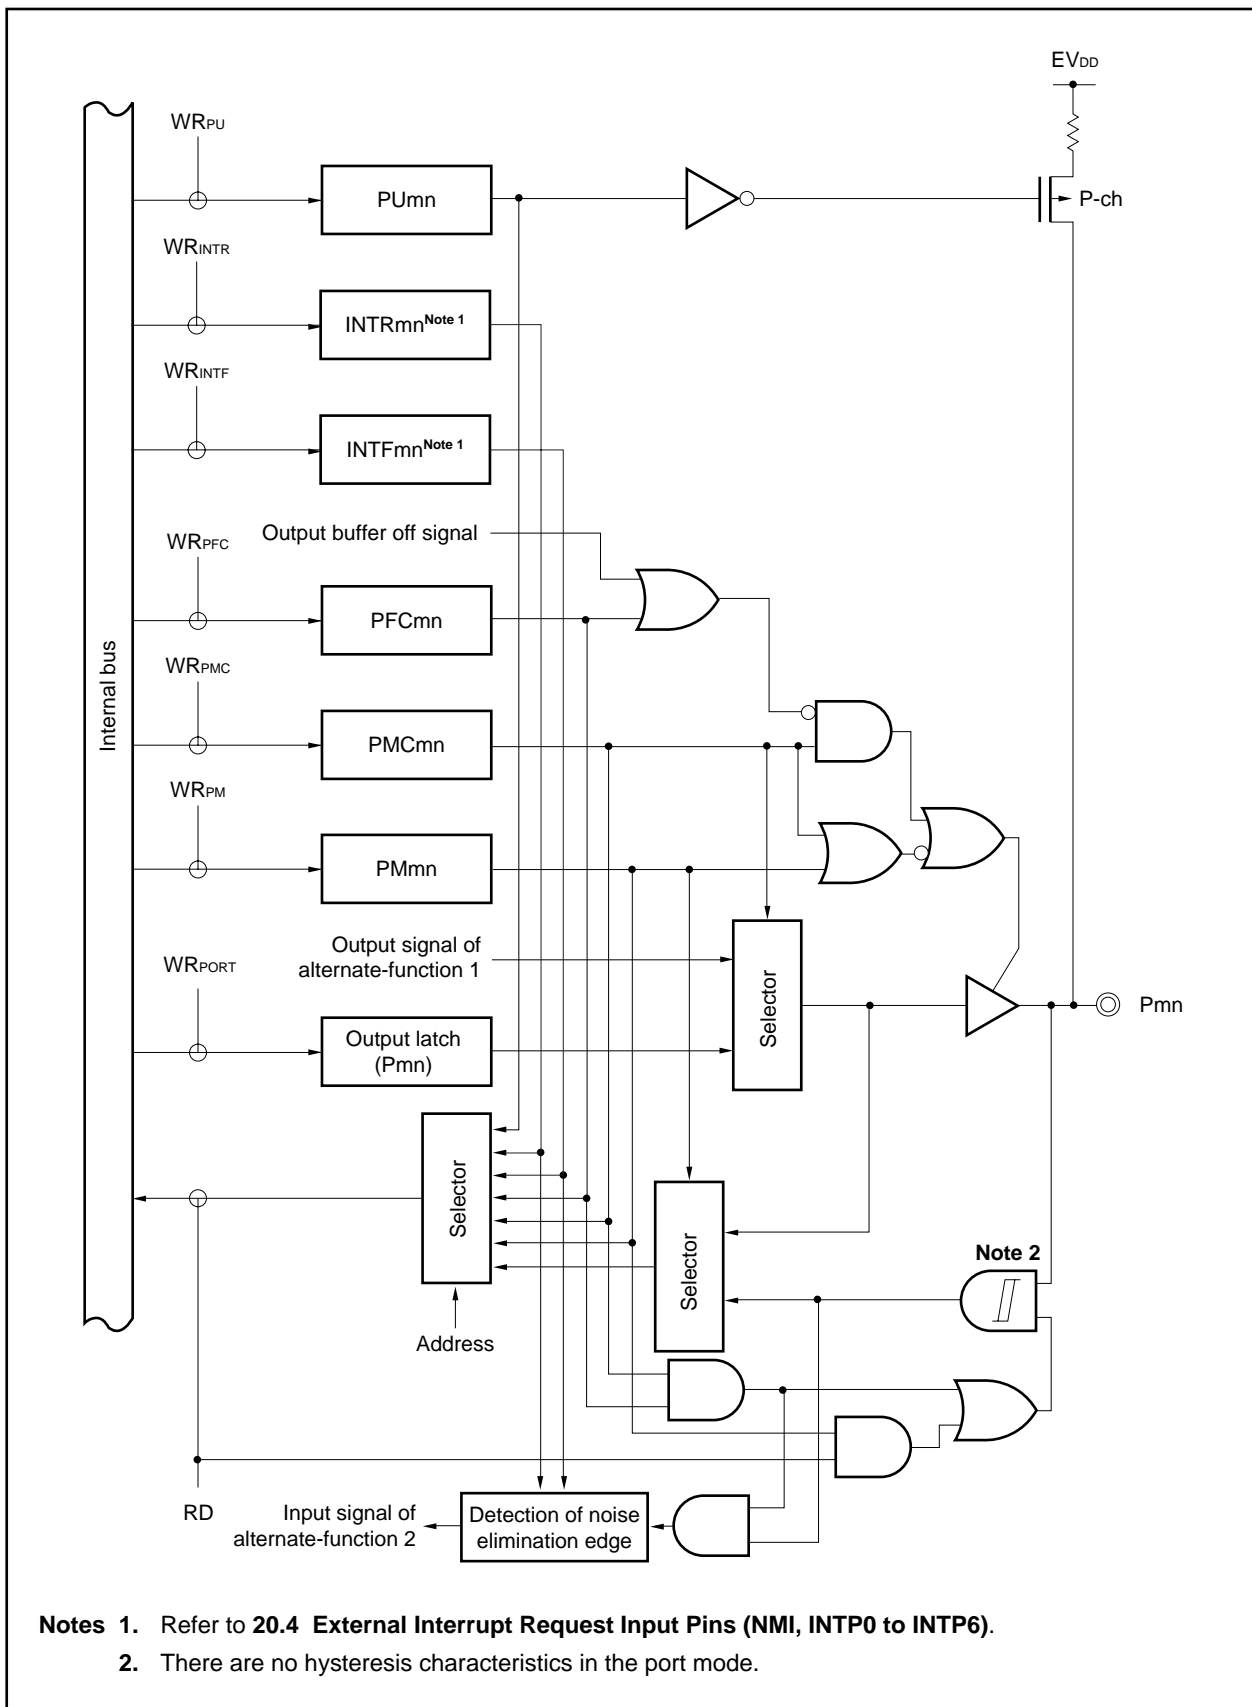 EVDD
WRPU
PUmn
P-ch
WRINTR
INTRmnNote 1
WRINTF
INTFmnNote 1
Output buffer off signal
WRPFC
PFCmn
Internal bus
WRPMC
PMCmn
WRPM
PMmn
Output signal of
alternate-function 1
WRPORT
Selector
Pmn
Output latch
(Pmn)
Selector
Selector
Note 2
Address
RD
Input signal of
alternate-function 2
Detection of noise
elimination edge
Notes 1. Refer to 20.4 External Interrupt Request Input Pins (NMI, INTP0 to INTP6).
2. There are no hysteresis characteristics in the port mode.